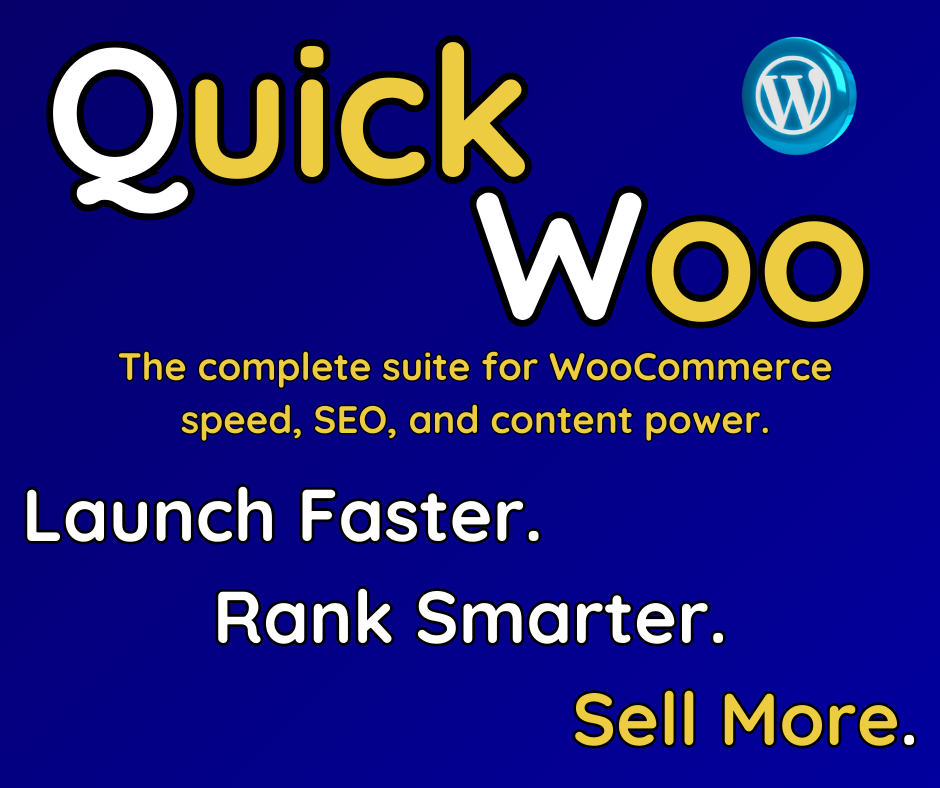 Quick
Woo
The complete suite for WooCommerce
speed, SEO, and content power.
Launch Faster.
Rank Smarter.
Sell More.